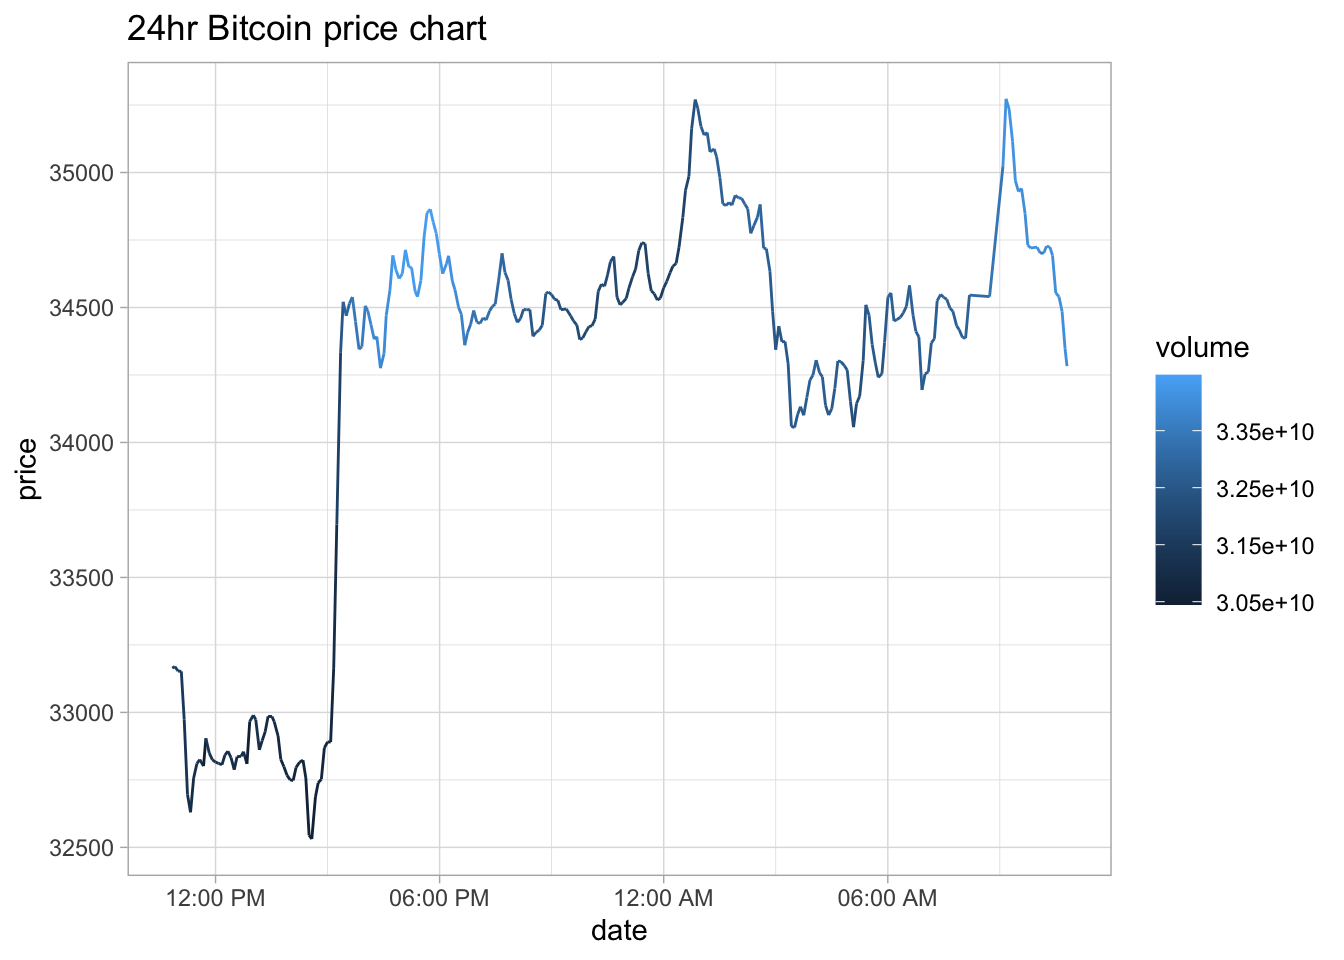 24hr Bitcoin price chart
35000
34500
34000
33500
33000
32500
price
12:00 PM 06:00 PM 12:00 AM 06:00 AM
date
volume
3.35e+10
3.25e+10
3.15e+10
3.05e+10